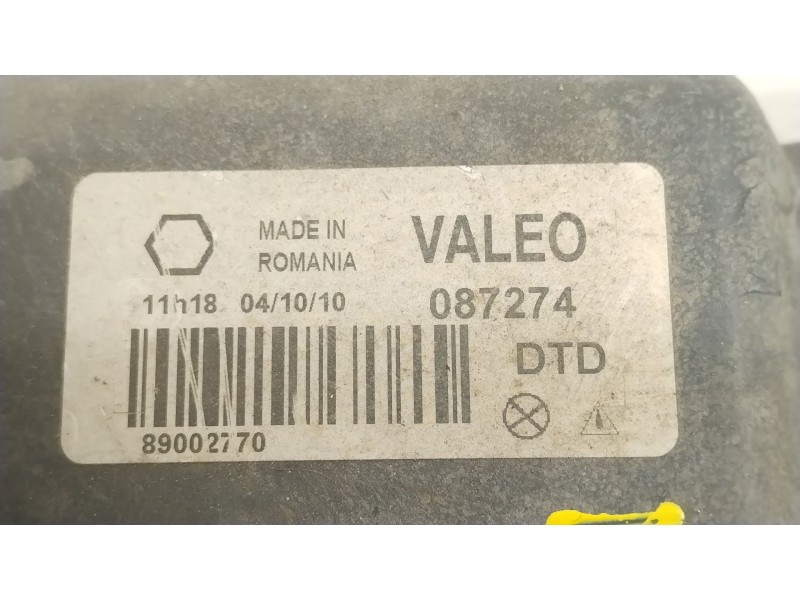 MADE IN
ROMANIA
VALEO
11h18 04/10/10
087274
DTD
89002770